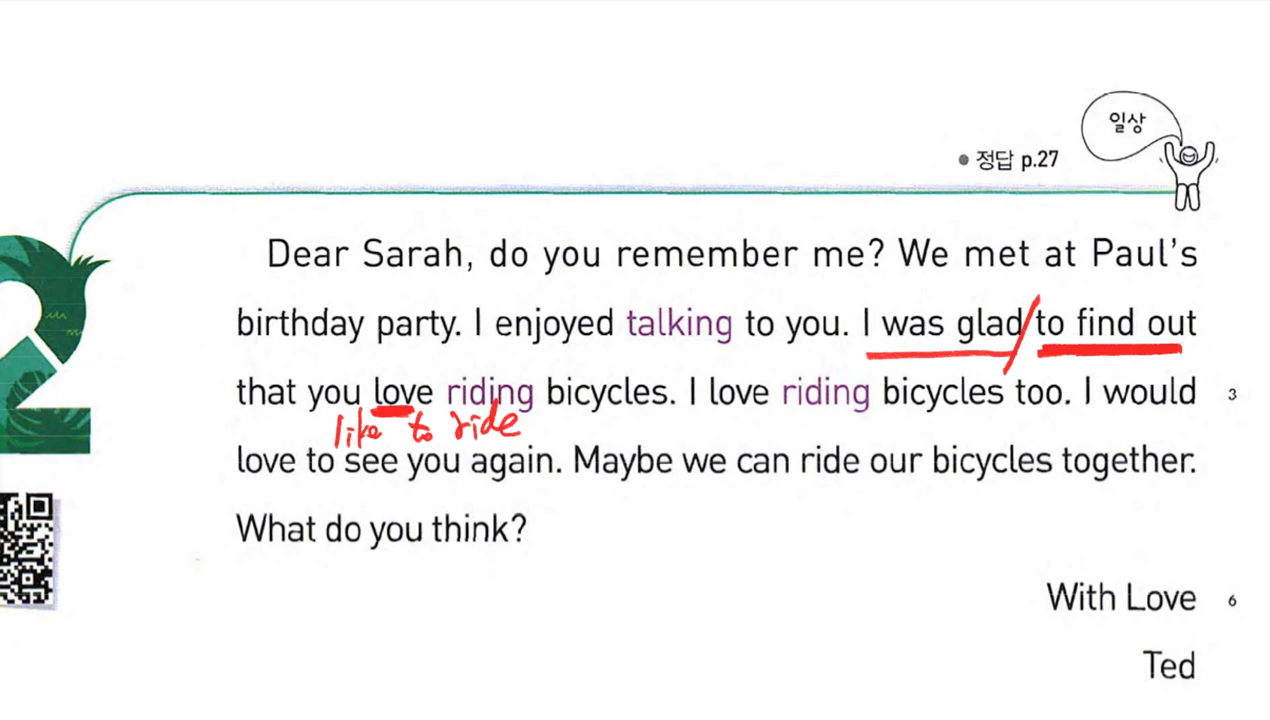 일상
● 정답 p.27
2
Dear Sarah, do you remember me? We met at Paul's
birthday party. I enjoyed talking to you. I was glad/to find out
that you love riding bicycles. I love riding bicycles too. I would 3
like to ride
love to see you again. Maybe we can ride our bicycles together.
What do you think?
With Love 6
Ted